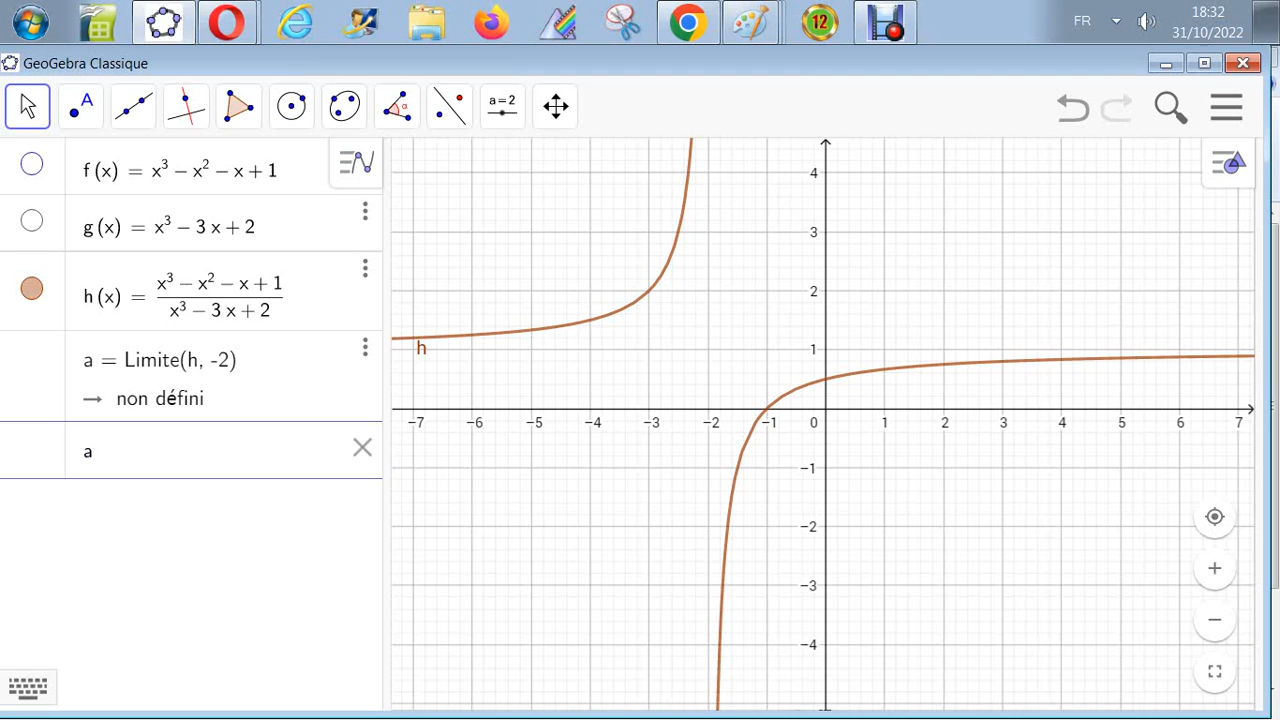 FR
18:32
31/10/2022
12
GeoGebra Classique
A
α
a = 2
f (x) = x³ − x² − x + 1
g (x) = x³ − 3 x + 2
h (x) = (x³ − x² − x + 1) / (x³ − 3 x + 2)
a = Limite(h, -2)
→ non défini
a
h
4
3
2
1
−7 −6 −5 −4 −3 −2 −1 0 1 2 3 4 5 6 7
−1
−2
−3
−4